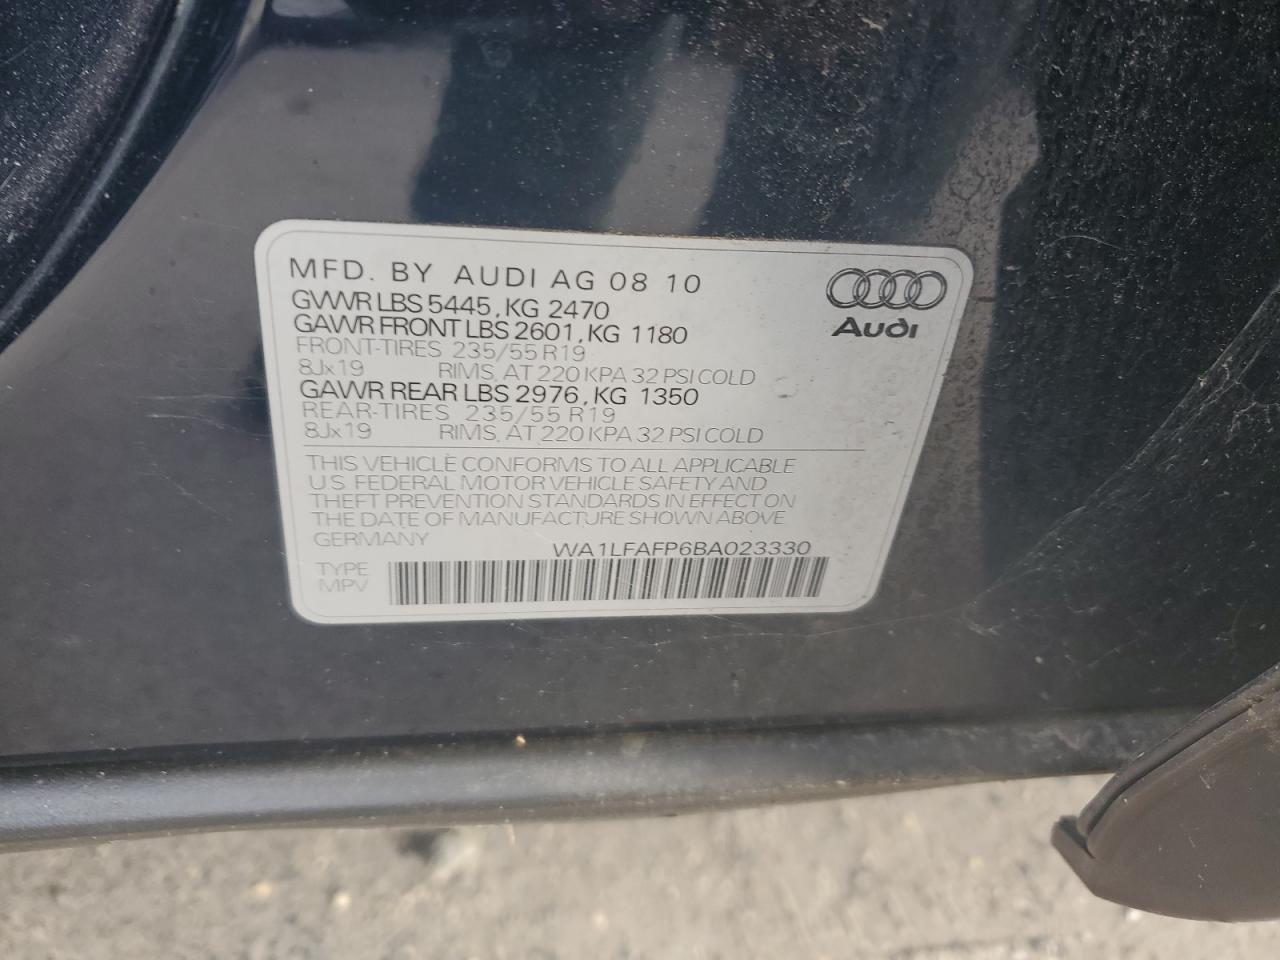 MFD. BY AUDI AG 08 10
GVWR LBS 5445, KG 2470
GAWR FRONT LBS 2601, KG 1180
FRONT-TIRES 235/55 R19
8Jx19 RIMS, AT 220 KPA 32 PSI COLD
GAWR REAR LBS 2976, KG 1350
REAR-TIRES 235/55 R19
8Jx19 RIMS, AT 220 KPA 32 PSI COLD
Audi
THIS VEHICLE CONFORMS TO ALL APPLICABLE
U.S. FEDERAL MOTOR VEHICLE SAFETY AND
THEFT PREVENTION STANDARDS IN EFFECT ON
THE DATE OF MANUFACTURE SHOWN ABOVE
GERMANY WA1LFAFP6BA023330
TYPE
MPV